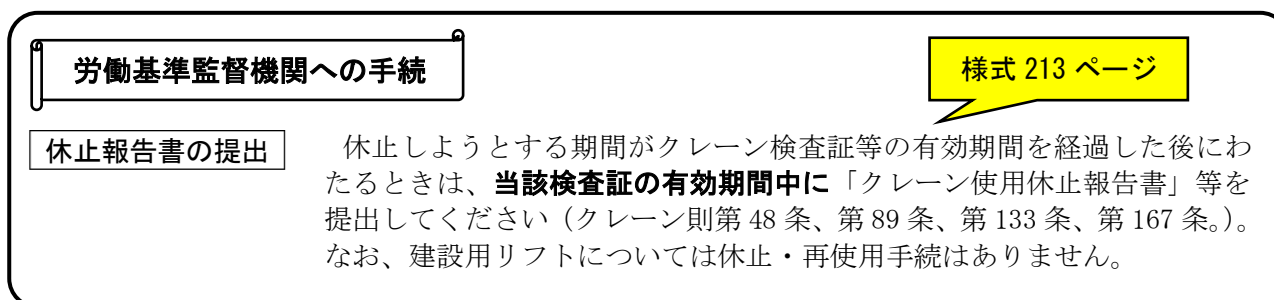 労働基準監督機関への手続
様式 213 ページ
休止報告書の提出
休止しようとする期間がクレーン検査証等の有効期間を経過した後にわ
たるときは、当該検査証の有効期間中に「クレーン使用休止報告書」等を
提出してください（クレーン則第 48 条、第 89 条、第 133 条、第 167 条。）。
なお、建設用リフトについては休止・再使用手続はありません。